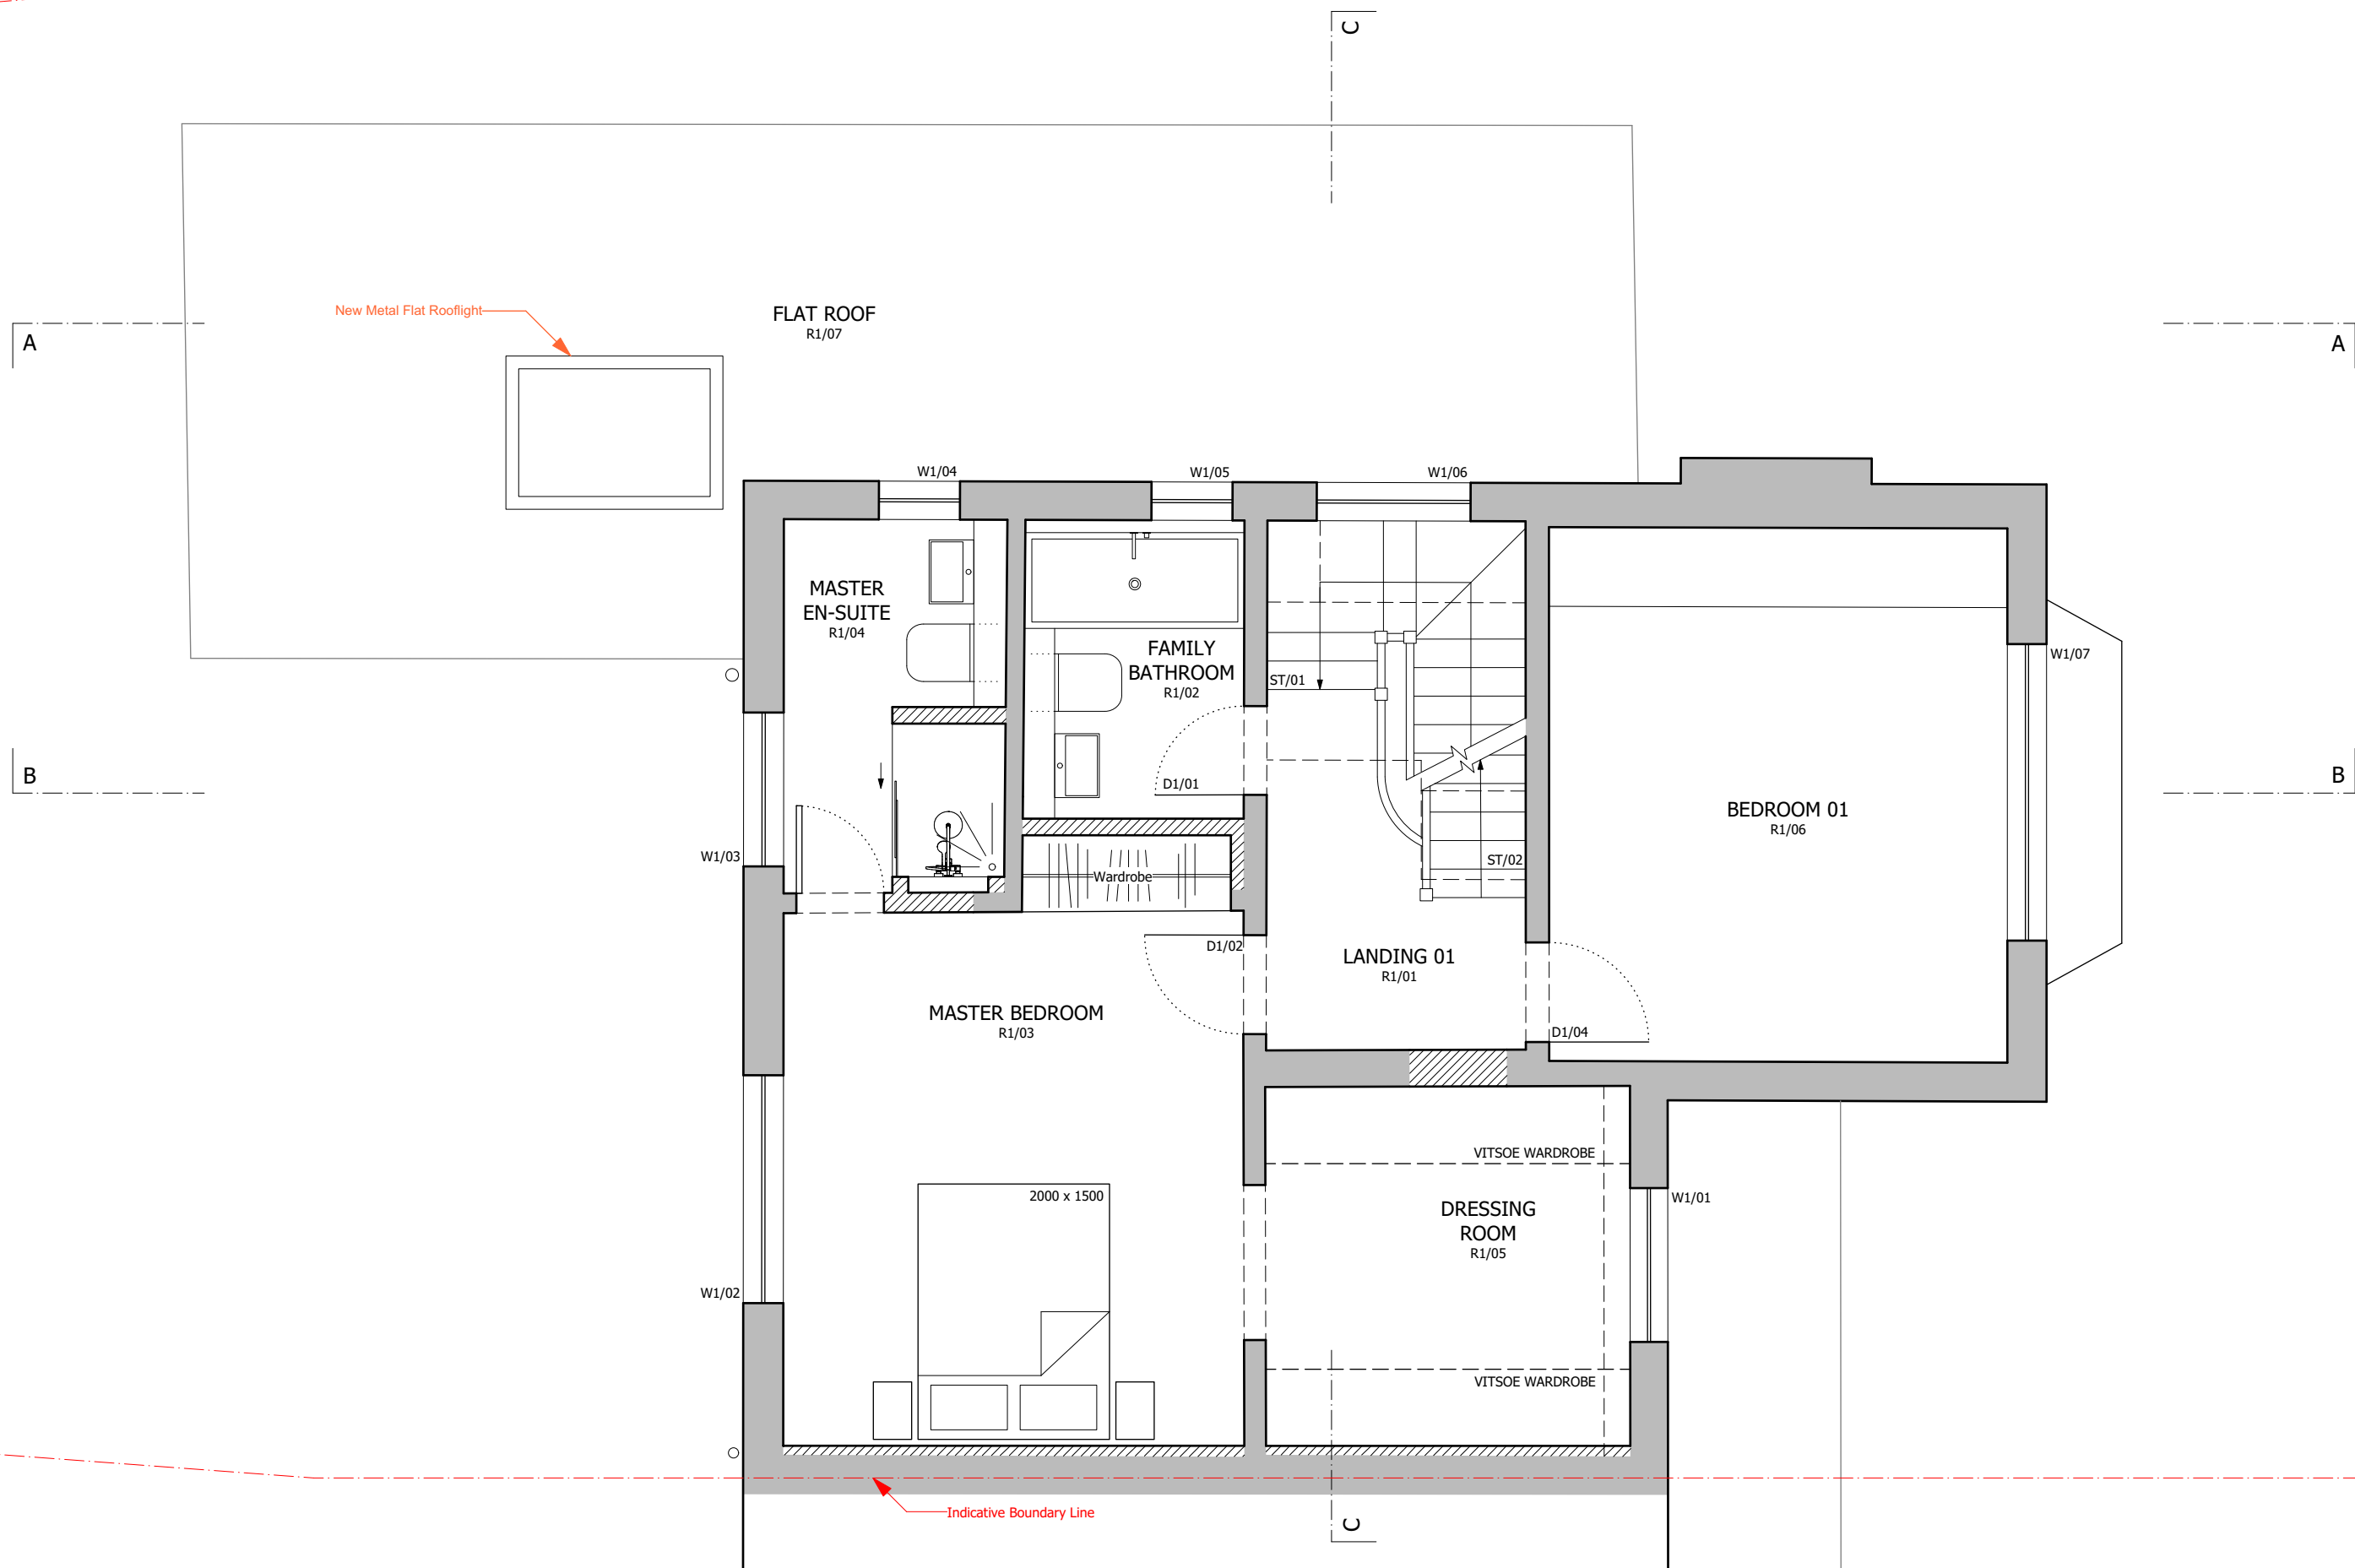 C
New Metal Flat Rooflight
FLAT ROOF
R1/07
A
A
W1/04
W1/05
W1/06
MASTER
EN-SUITE
R1/04
FAMILY
BATHROOM
R1/02
ST/01
W1/07
B
B
D1/01
BEDROOM 01
R1/06
W1/03
ST/02
Wardrobe
D1/02
LANDING 01
R1/01
MASTER BEDROOM
R1/03
D1/04
VITSOE WARDROBE
2000 x 1500
W1/01
DRESSING
ROOM
R1/05
W1/02
VITSOE WARDROBE
Indicative Boundary Line
C